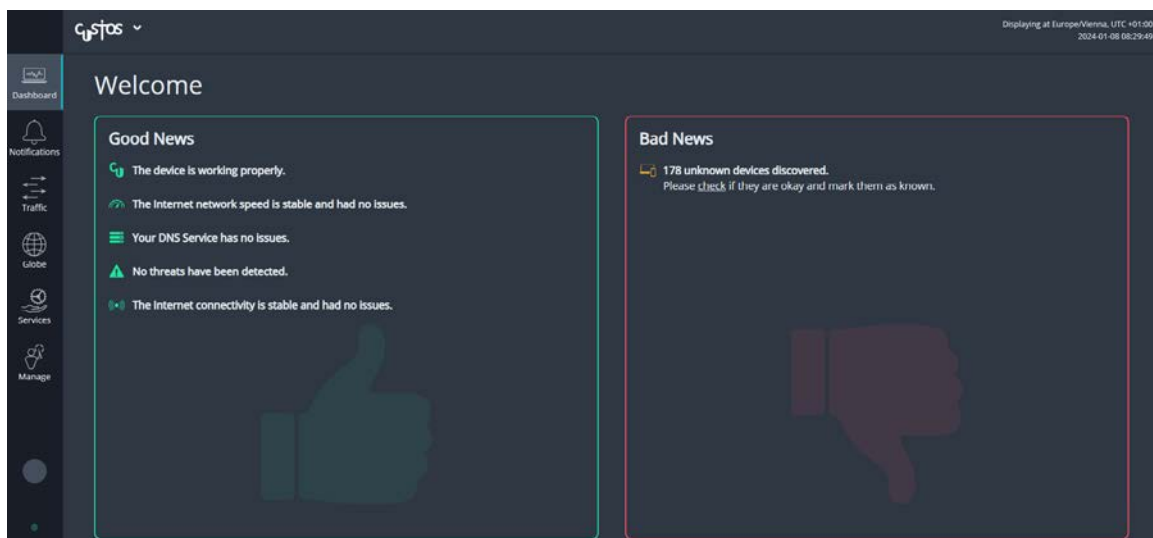 custos
Displaying at Europe/Vienna, UTC +01:00
2024-01-08 08:29:49
Dashboard
Notifications
Traffic
Globe
Services
Manage
Welcome
Good News
The device is working properly.
The Internet network speed is stable and had no issues.
Your DNS Service has no issues.
No threats have been detected.
The Internet connectivity is stable and had no issues.
Bad News
178 unknown devices discovered.
Please check if they are okay and mark them as known.